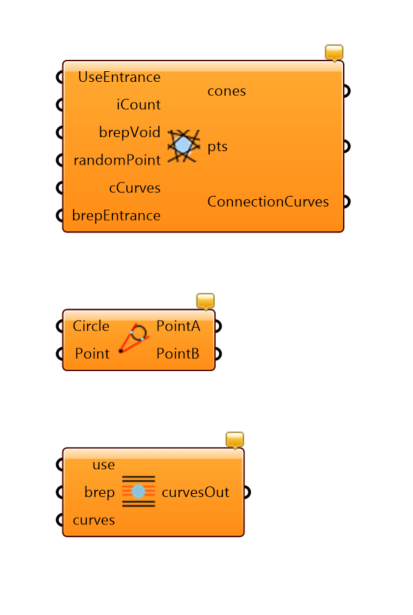 UseEntrance
iCount
brepVoid
randomPoint
cCurves
brepEntrance
cones
pts
ConnectionCurves
Circle
Point
PointA
PointB
use
brep
curves
curvesOut